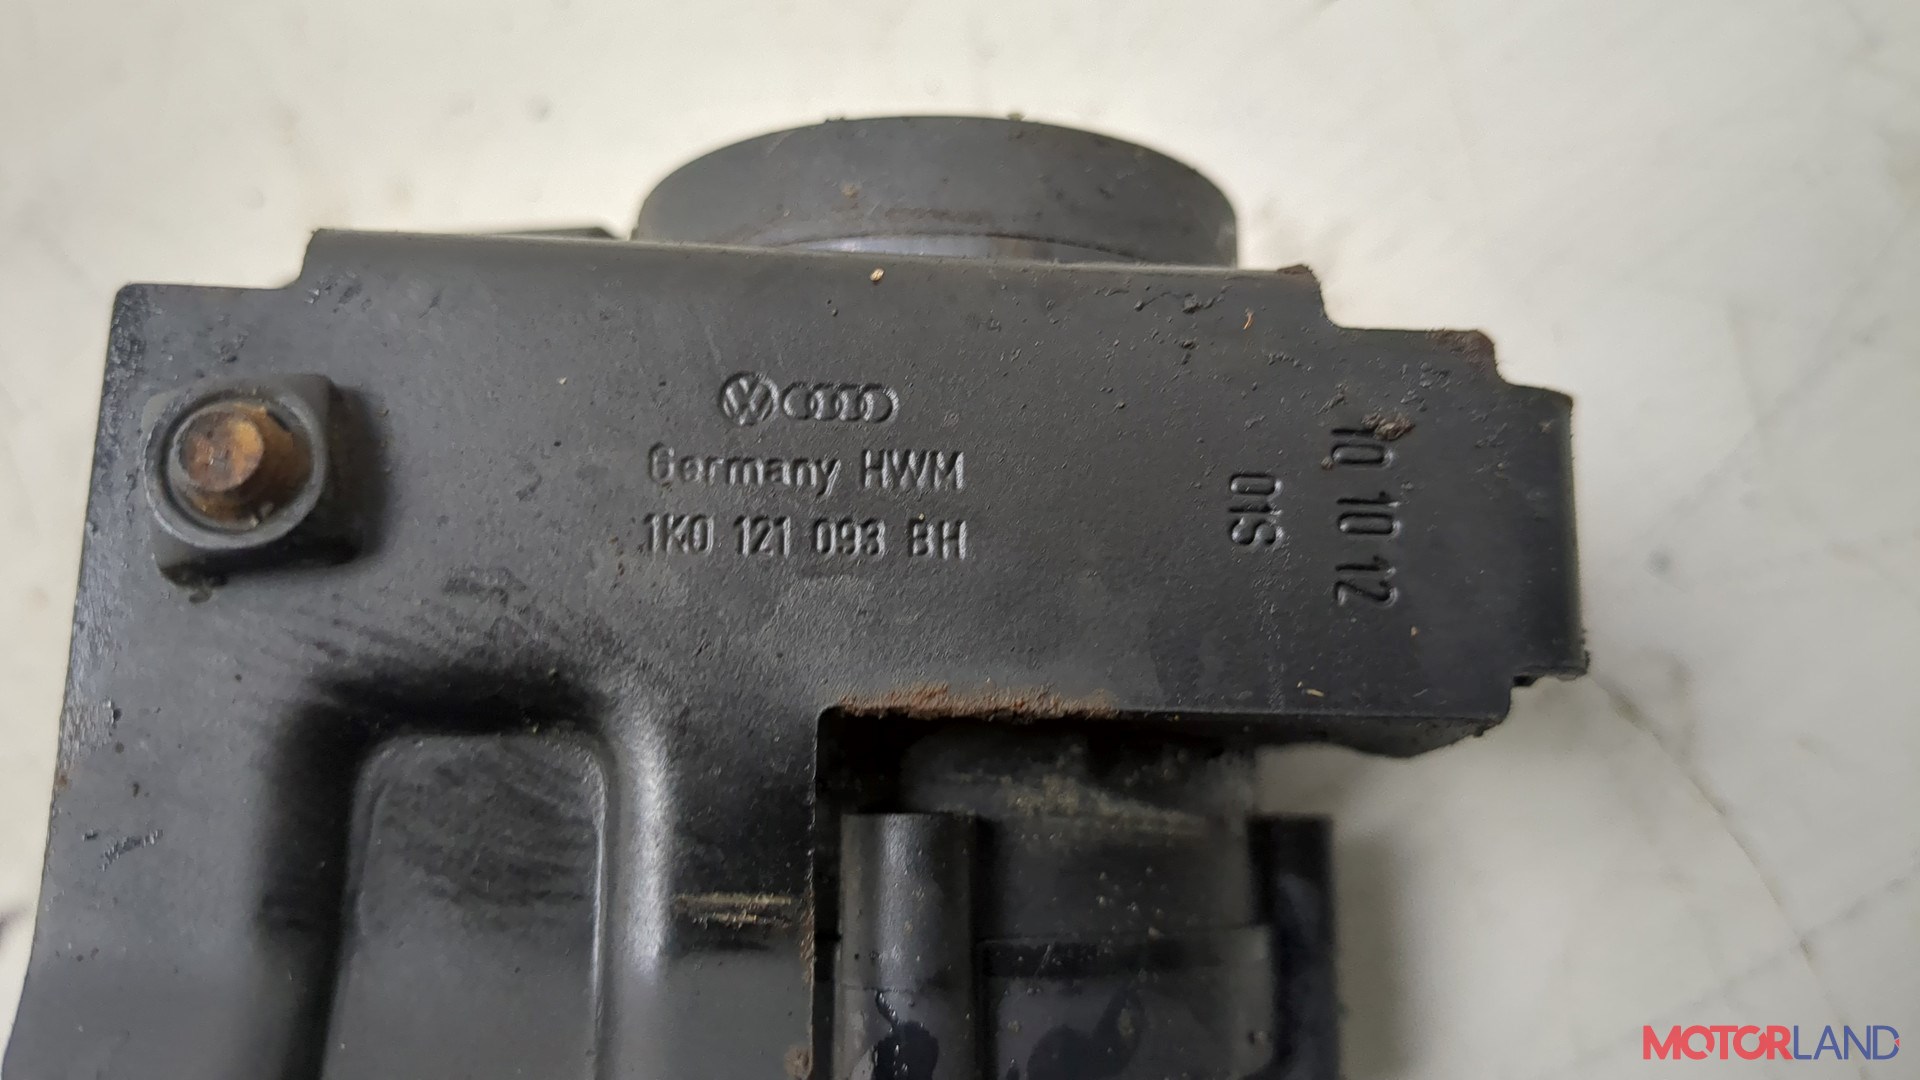 Germany HWM
1K0 121 093 BH
01S
10 10 12
MOTORLAND